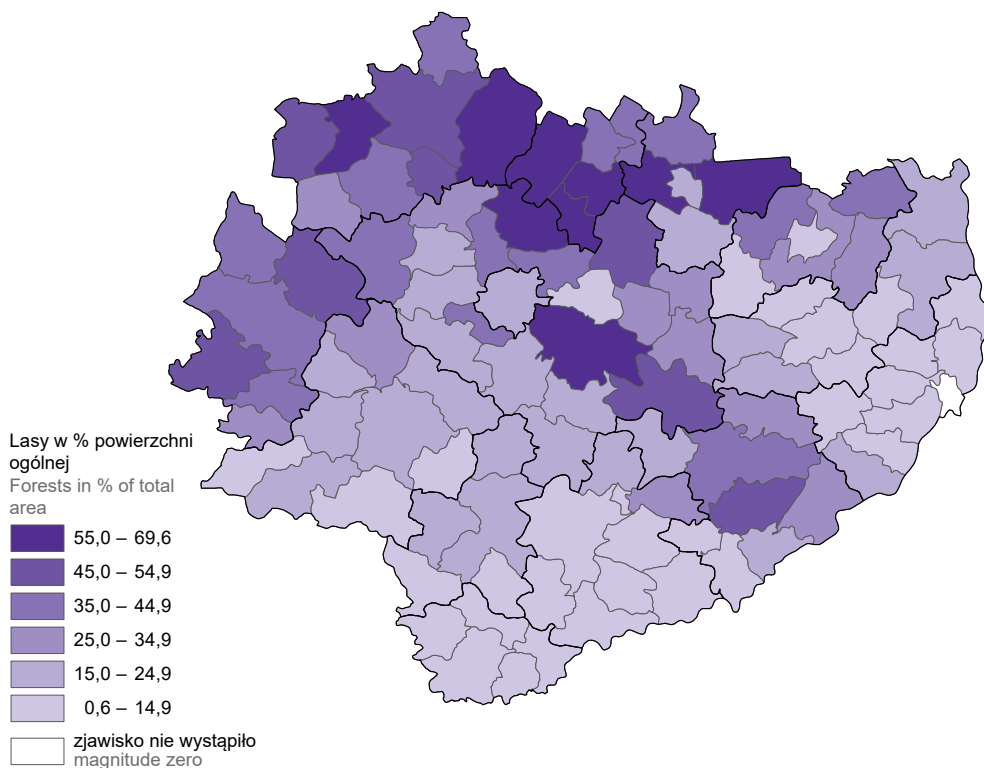 Lasy w % powierzchni
ogólnej
Forests in % of total
area
55,0 – 69,6
45,0 – 54,9
35,0 – 44,9
25,0 – 34,9
15,0 – 24,9
0,6 – 14,9
zjawisko nie wystąpiło
magnitude zero